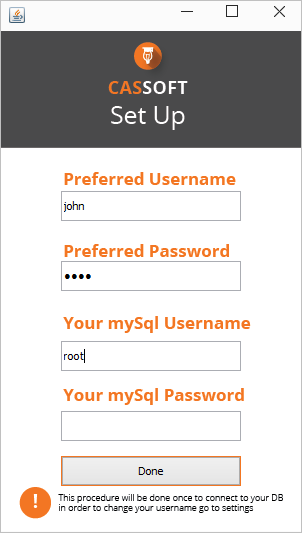 CASSOFT
Set Up
Preferred Username
john
Preferred Password
••••
Your mySql Username
root
Your mySql Password
Done
This procedure will be done once to connect to your DB
in order to change your username go to settings